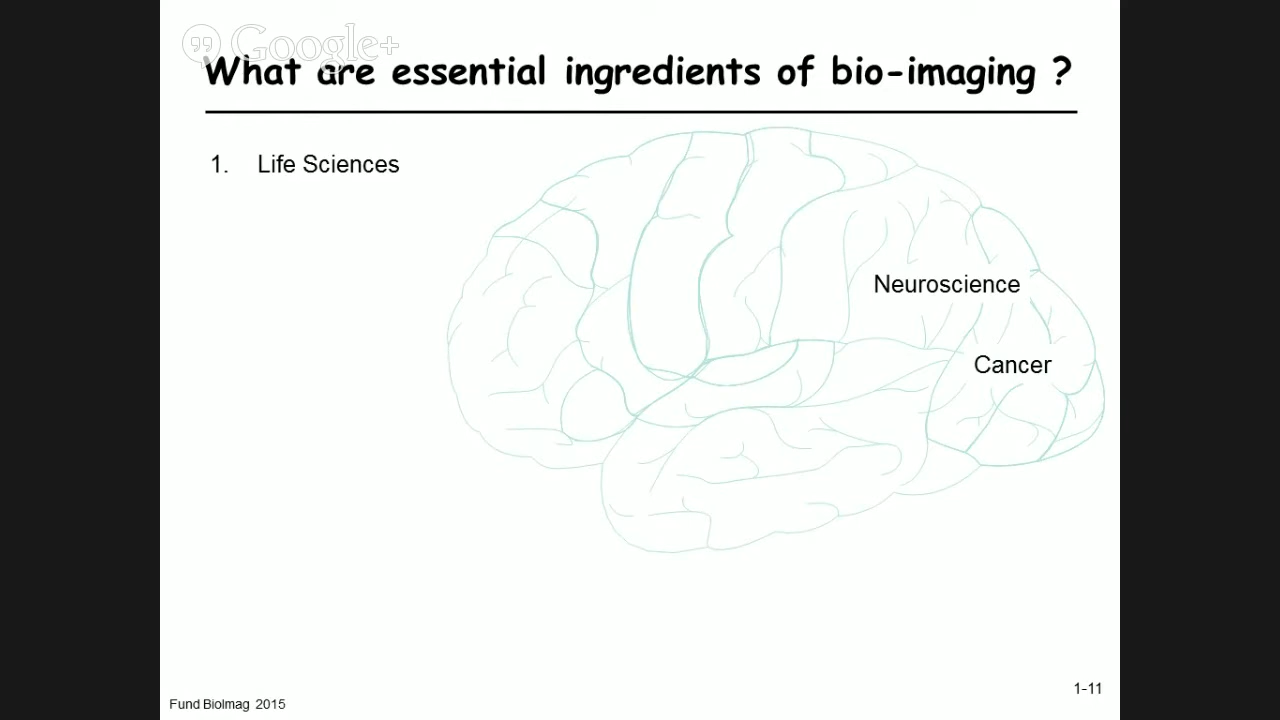 Google+
What are essential ingredients of bio-imaging ?
1. Life Sciences
Neuroscience
Cancer
1-11
Fund BioImag 2015